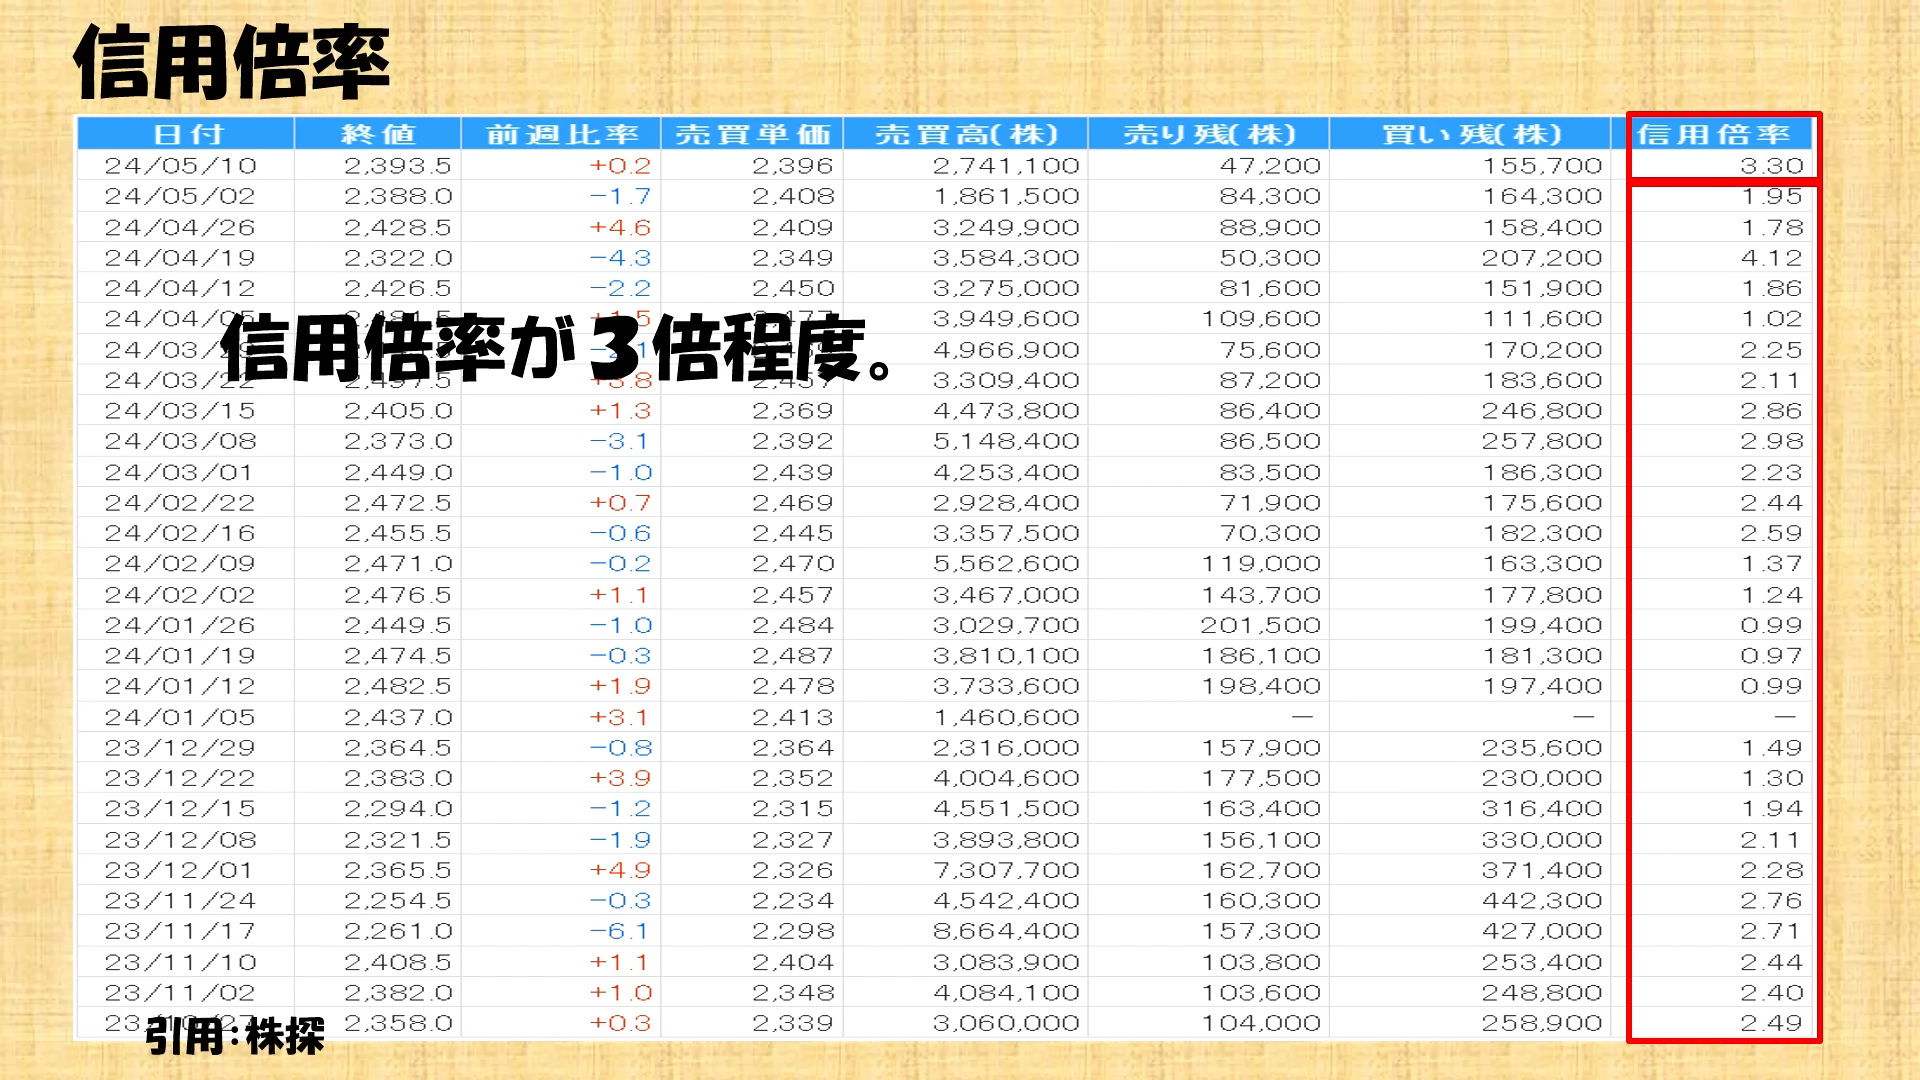 信用倍率
日付 終値 前週比率 売買単価 売買高(株) 売り残(株) 買い残(株) 信用倍率
24/05/10 2,393.5 +0.2 2,396 2,741,100 47,200 155,700 3.30
24/05/02 2,388.0 −1.7 2,408 1,861,500 84,300 164,300 1.95
24/04/26 2,428.5 +4.6 2,409 3,249,900 88,900 158,400 1.78
24/04/19 2,322.0 −4.3 2,349 3,584,300 50,300 207,200 4.12
24/04/12 2,426.5 −2.2 2,450 3,275,000 81,600 151,900 1.86
24/04/05 3,949,600 109,600 111,600 1.02
信用倍率が3倍程度。
4,966,900 75,600 170,200 2.25
24/03/22 3,309,400 87,200 183,600 2.11
24/03/15 2,405.0 +1.3 2,369 4,473,800 86,400 246,800 2.86
24/03/08 2,373.0 −3.1 2,392 5,148,400 86,500 257,800 2.98
24/03/01 2,449.0 −1.0 2,439 4,253,400 83,500 186,300 2.23
24/02/22 2,472.5 +0.7 2,469 2,928,400 71,900 175,600 2.44
24/02/16 2,455.5 −0.6 2,445 3,357,500 70,300 182,300 2.59
24/02/09 2,471.0 −0.2 2,470 5,562,600 119,000 163,300 1.37
24/02/02 2,476.5 +1.1 2,457 3,467,000 143,700 177,800 1.24
24/01/26 2,449.5 −1.0 2,484 3,029,700 201,500 199,400 0.99
24/01/19 2,474.5 −0.3 2,487 3,810,100 186,100 181,300 0.97
24/01/12 2,482.5 +1.9 2,478 3,733,600 198,400 197,400 0.99
24/01/05 2,437.0 +3.1 2,413 1,460,600 － － －
23/12/29 2,364.5 −0.8 2,364 2,316,000 157,900 235,600 1.49
23/12/22 2,383.0 +3.9 2,352 4,004,600 177,500 230,000 1.30
23/12/15 2,294.0 −1.2 2,315 4,551,500 163,400 316,400 1.94
23/12/08 2,321.5 −1.9 2,327 3,893,800 156,100 330,000 2.11
23/12/01 2,365.5 +4.9 2,326 7,307,700 162,700 371,400 2.28
23/11/24 2,254.5 −0.3 2,234 4,542,400 160,300 442,300 2.76
23/11/17 2,261.0 −6.1 2,298 8,664,400 157,300 427,000 2.71
23/11/10 2,408.5 +1.1 2,404 3,083,900 103,800 253,400 2.44
23/11/02 2,382.0 +1.0 2,348 4,084,100 103,600 248,800 2.40
23/10/27 2,358.0 +0.3 2,339 3,060,000 104,000 258,900 2.49
引用:株探